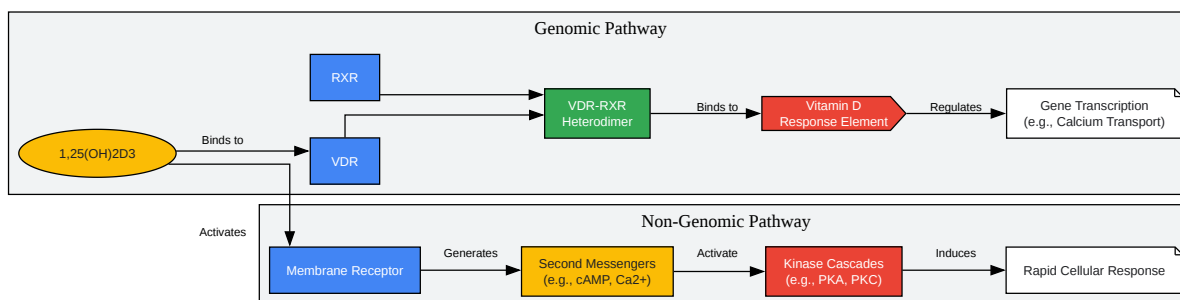 Genomic Pathway
RXR
1,25(OH)2D3
Binds to
VDR
VDR-RXR
Heterodimer
Binds to
Vitamin D
Response Element
Regulates
Gene Transcription
(e.g., Calcium Transport)
Activates
Non-Genomic Pathway
Membrane Receptor
Generates
Second Messengers
(e.g., cAMP, Ca2+)
Activate
Kinase Cascades
(e.g., PKA, PKC)
Induces
Rapid Cellular Response